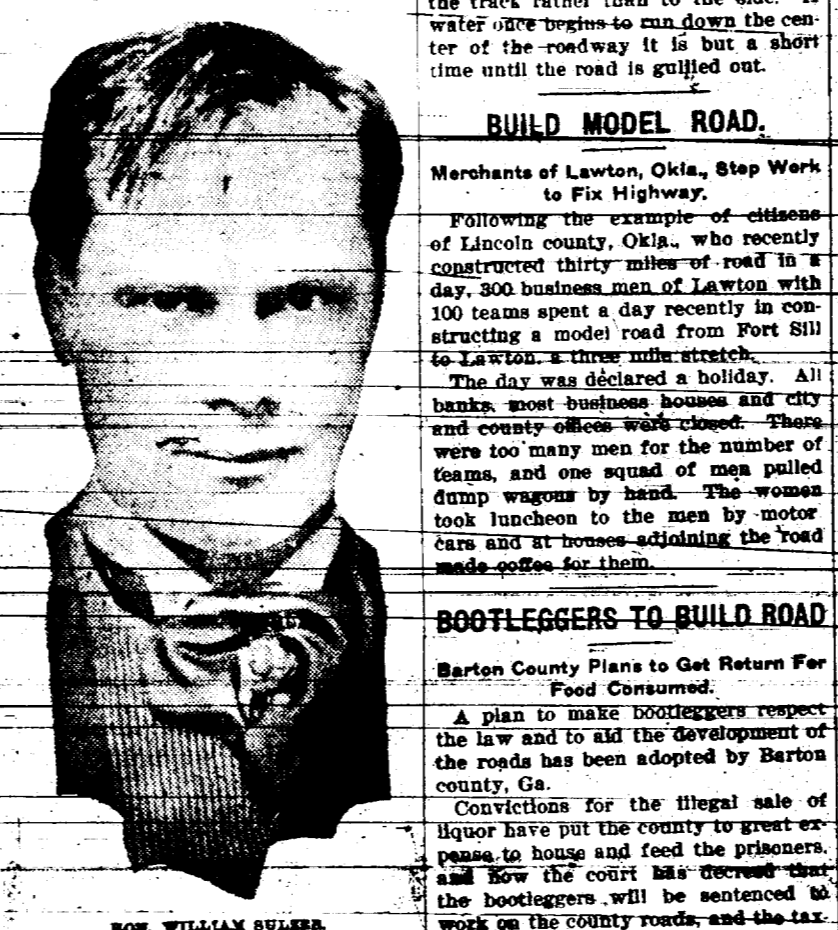 HON. WILLIAM SULZER.
the track rather than to the side. If
water once begins to run down the cen-
ter of the roadway it is but a short
time until the road is gullied out.
BUILD MODEL ROAD.
Merchants of Lawton, Okla., Stop Work
to Fix Highway.
Following the example of citizens
of Lincoln county, Okla., who recently
constructed thirty miles of road in a
day, 300 business men of Lawton with
100 teams spent a day recently in con-
structing a model road from Fort Sill
to Lawton, a three mile stretch.
The day was declared a holiday. All
banks, most business houses and city
and county offices were closed. There
were too many men for the number of
teams, and one squad of men pulled
dump wagons by hand. The women
took luncheon to the men by motor
cars and at houses adjoining the road
made coffee for them.
BOOTLEGGERS TO BUILD ROAD
Barton County Plans to Get Return For
Food Consumed.
A plan to make bootleggers respect
the law and to aid the development of
the roads has been adopted by Barton
county, Ga.
Convictions for the illegal sale of
liquor have put the county to great ex-
pense to house and feed the prisoners,
and now the court has decreed that
the bootleggers will be sentenced to
work on the county roads, and the tax-